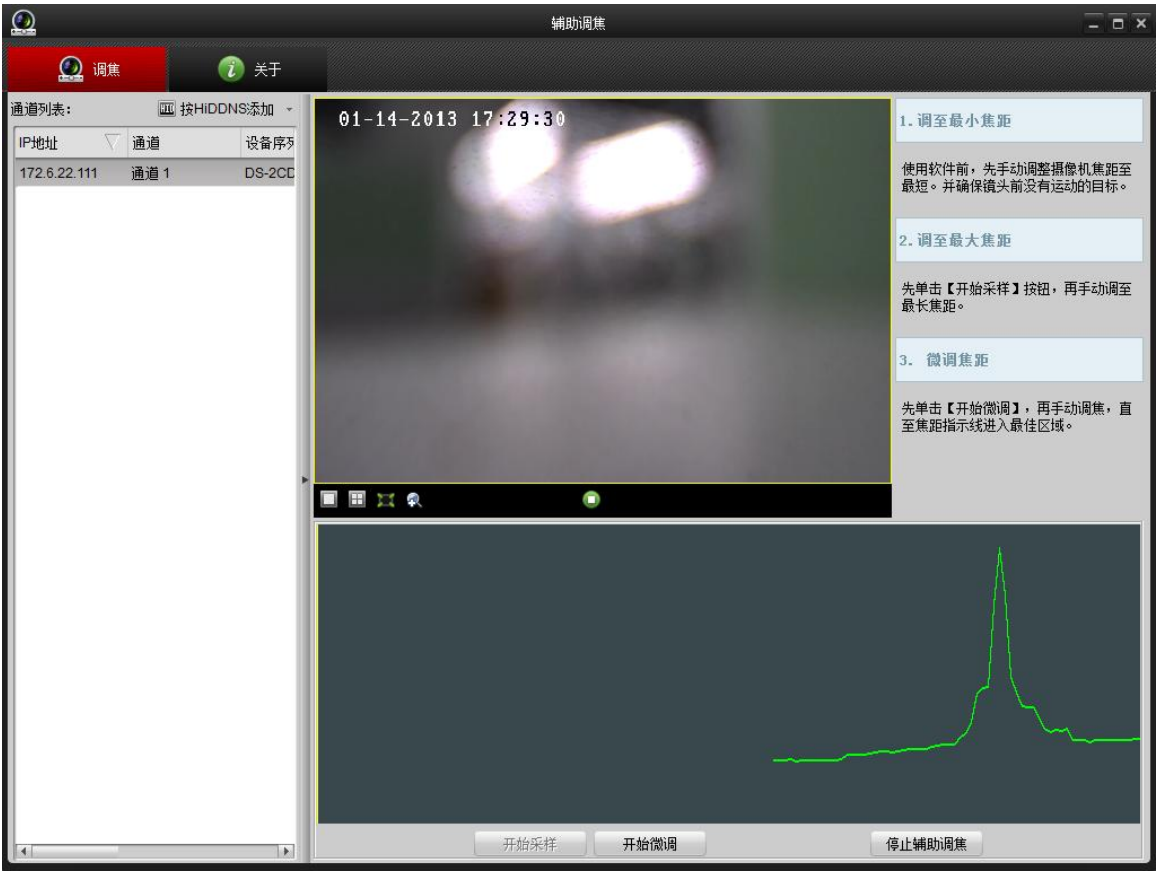 辅助调焦
调焦
关于
通道列表:
按HiDDNS添加
IP地址 通道 设备序列
172.6.22.111 通道 1 DS-2CD
01-14-2013 17:29:30
1. 调至最小焦距
使用软件前，先手动调整摄像机焦距至
最短。并确保镜头前没有运动的目标。
2. 调至最大焦距
先单击【开始采样】按钮，再手动调至
最长焦距。
3. 微调焦距
先单击【开始微调】，再手动调焦，直
至焦距指示线进入最佳区域。
开始采样 开始微调 停止辅助调焦